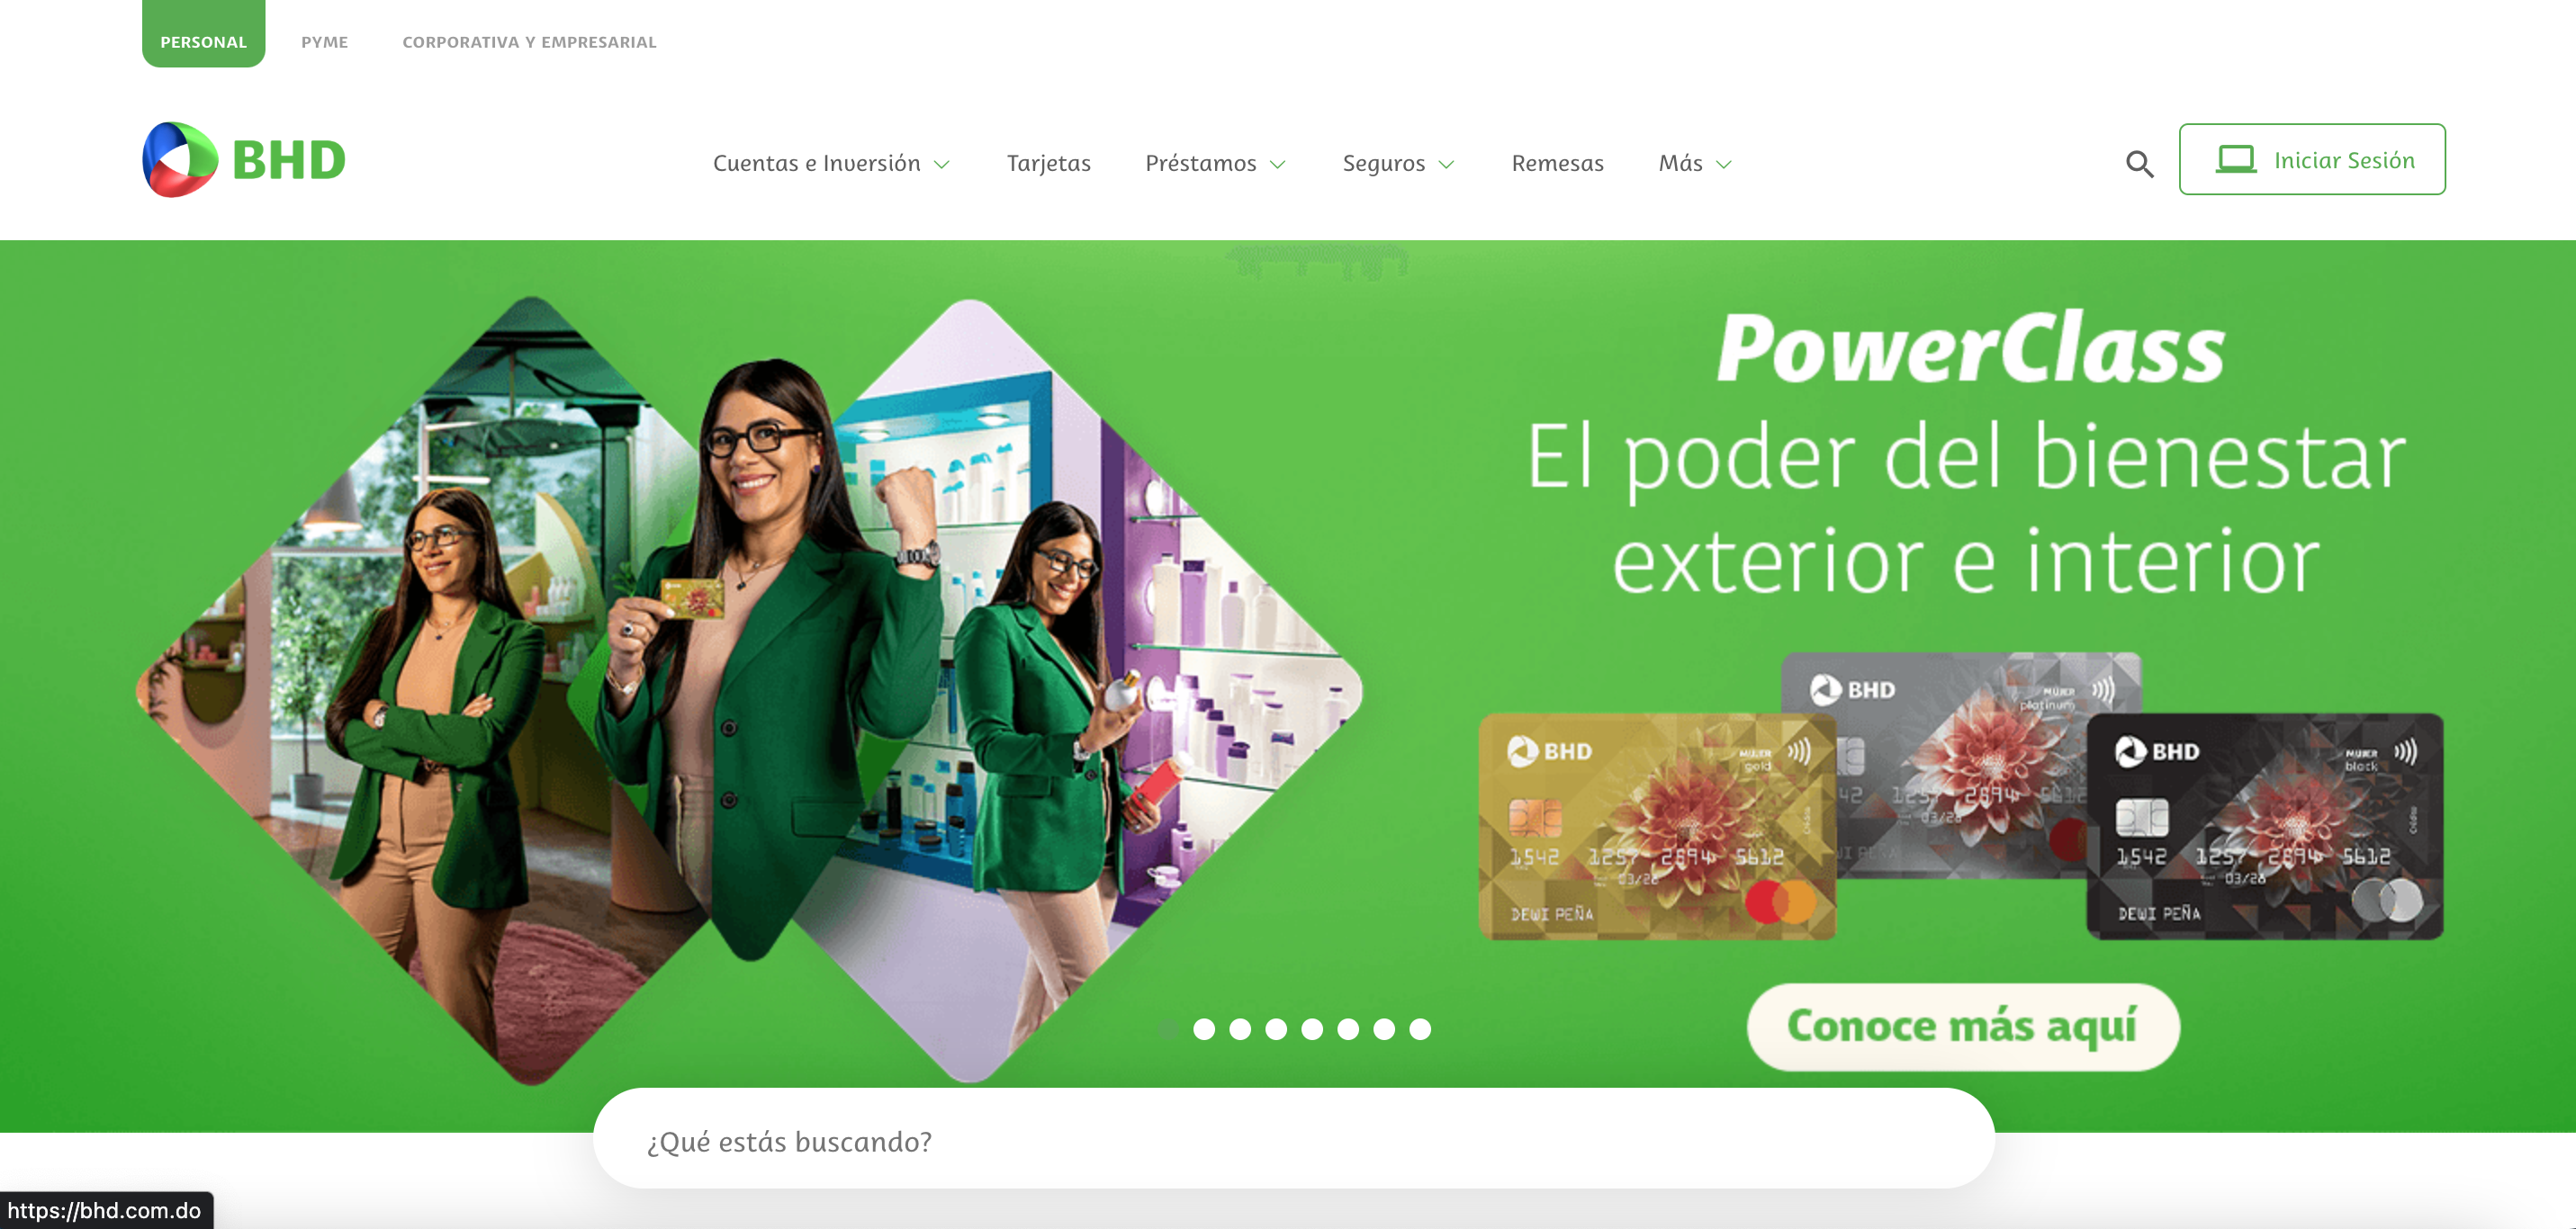 PERSONAL
PYME
CORPORATIVA Y EMPRESARIAL
BHD
Cuentas e Inversión
Tarjetas
Préstamos
Seguros
Remesas
Más
Iniciar Sesión
PowerClass
El poder del bienestar
exterior e interior
BHD
MUJER
platinum
BHD
MUJER
gold
BHD
MUJER
black
1542 1257 2894 5612
03/28
DEWI PEÑA
1542 1257 2894 5612
03/28
DEWI PEÑA
Conoce más aquí
¿Qué estás buscando?
https://bhd.com.do